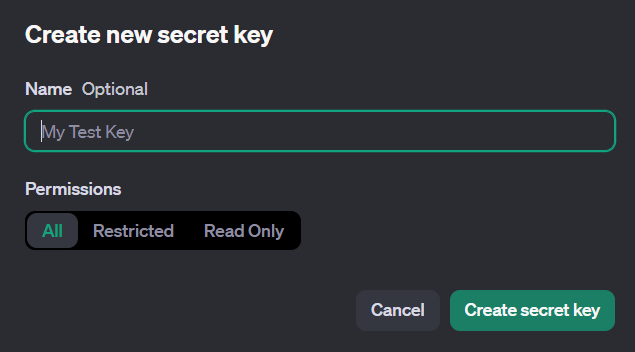 Create new secret key
Name Optional
My Test Key
Permissions
All Restricted Read Only
Cancel Create secret key